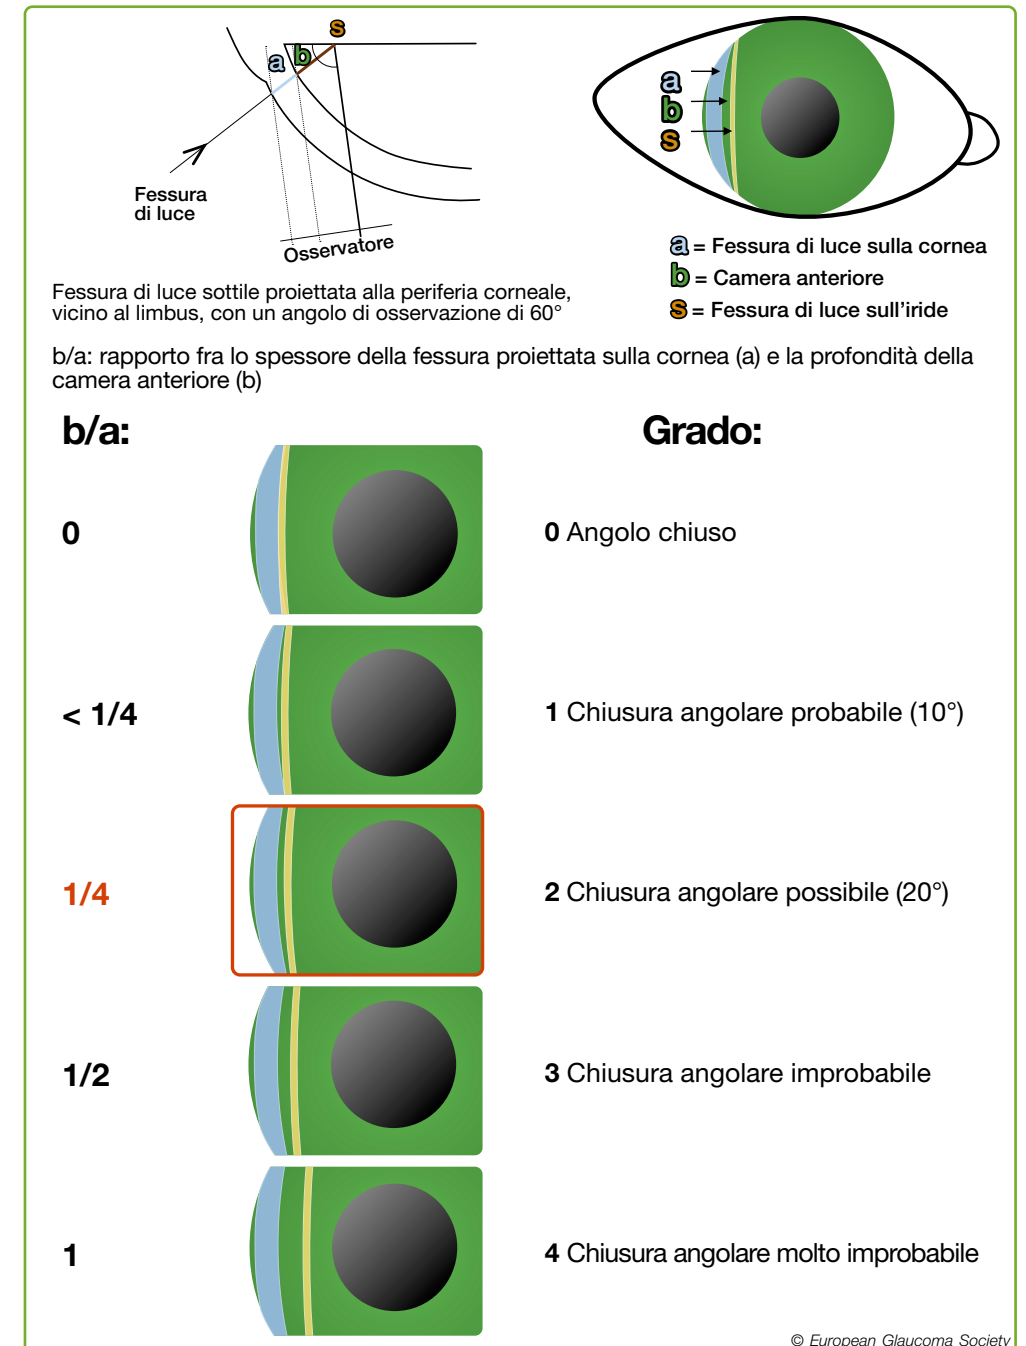 s
a b
Fessura
di luce
Osservatore
a
b
s
a = Fessura di luce sulla cornea
b = Camera anteriore
s = Fessura di luce sull'iride
Fessura di luce sottile proiettata alla periferia corneale,
vicino al limbus, con un angolo di osservazione di 60°
b/a: rapporto fra lo spessore della fessura proiettata sulla cornea (a) e la profondità della
camera anteriore (b)
b/a: Grado:
0 0 Angolo chiuso
< 1/4 1 Chiusura angolare probabile (10°)
1/4 2 Chiusura angolare possibile (20°)
1/2 3 Chiusura angolare improbabile
1 4 Chiusura angolare molto improbabile
© European Glaucoma Society